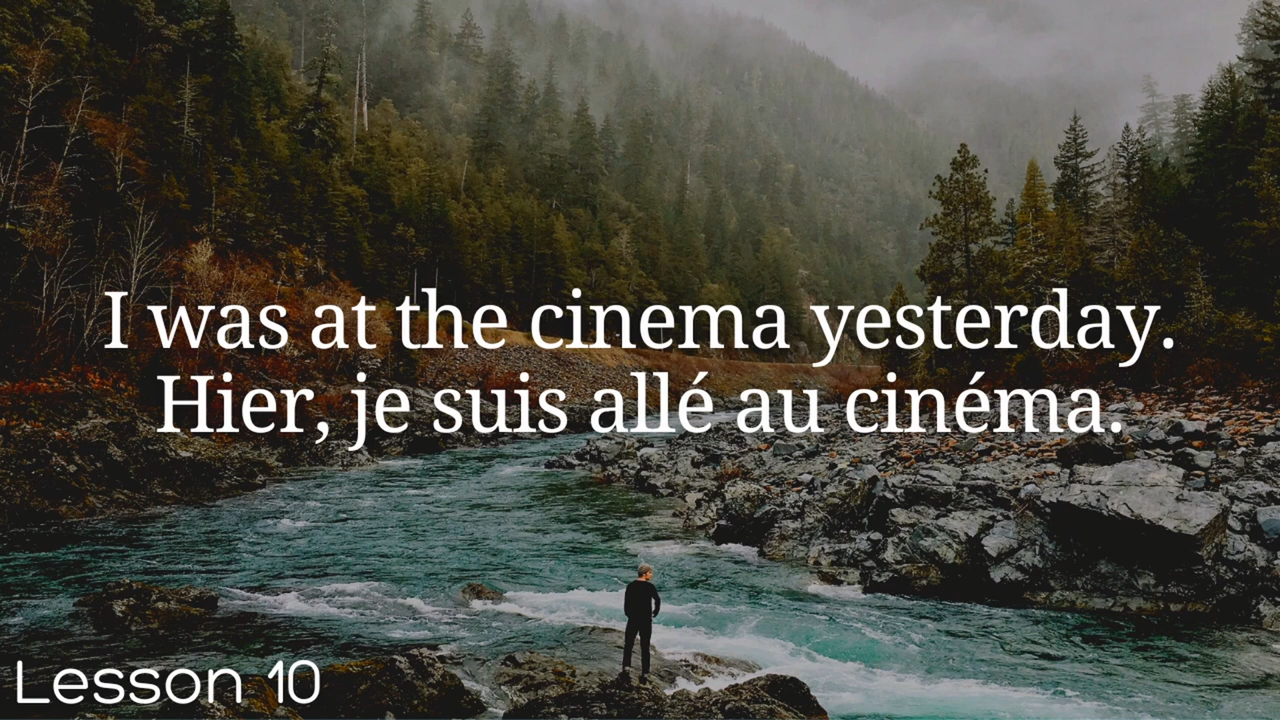 I was at the cinema yesterday.
Hier, je suis allé au cinéma.
Lesson 10